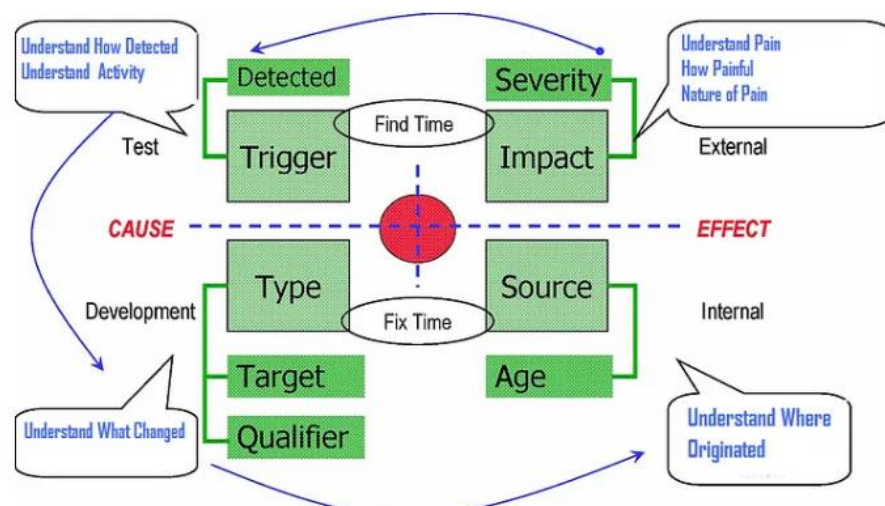 Understand How Detected
Understand Activity
Detected
Severity
Understand Pain
How Painful
Nature of Pain
Test
Trigger
Find Time
Impact
External
CAUSE
EFFECT
Development
Type
Fix Time
Source
Internal
Target
Age
Understand What Changed
Qualifier
Understand Where
Originated